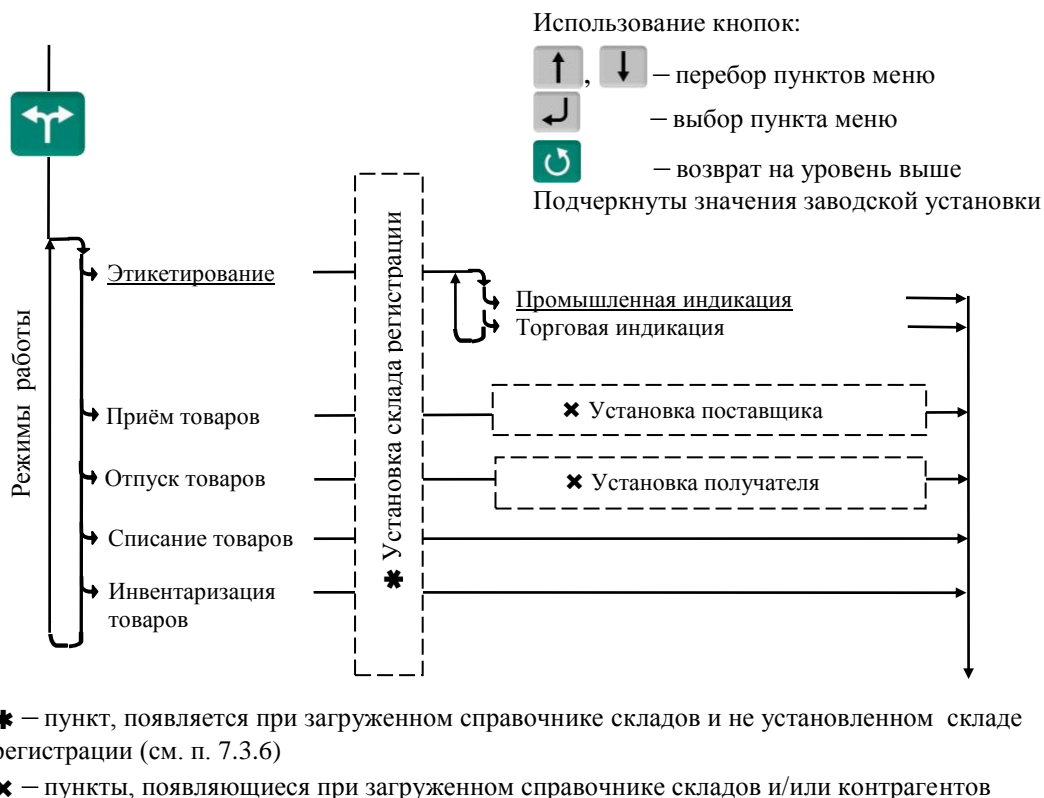 Использование кнопок:
, – перебор пунктов меню
– выбор пункта меню
– возврат на уровень выше
Подчеркнуты значения заводской установки
Режимы работы
Этикетирование
✱ Установка склада регистрации
Промышленная индикация
Торговая индикация
Приём товаров
✖ Установка поставщика
Отпуск товаров
✖ Установка получателя
Списание товаров
Инвентаризация
товаров
✱ – пункт, появляется при загруженном справочнике складов и не установленном складе
регистрации (см. п. 7.3.6)
✖ – пункты, появляющиеся при загруженном справочнике складов и/или контрагентов